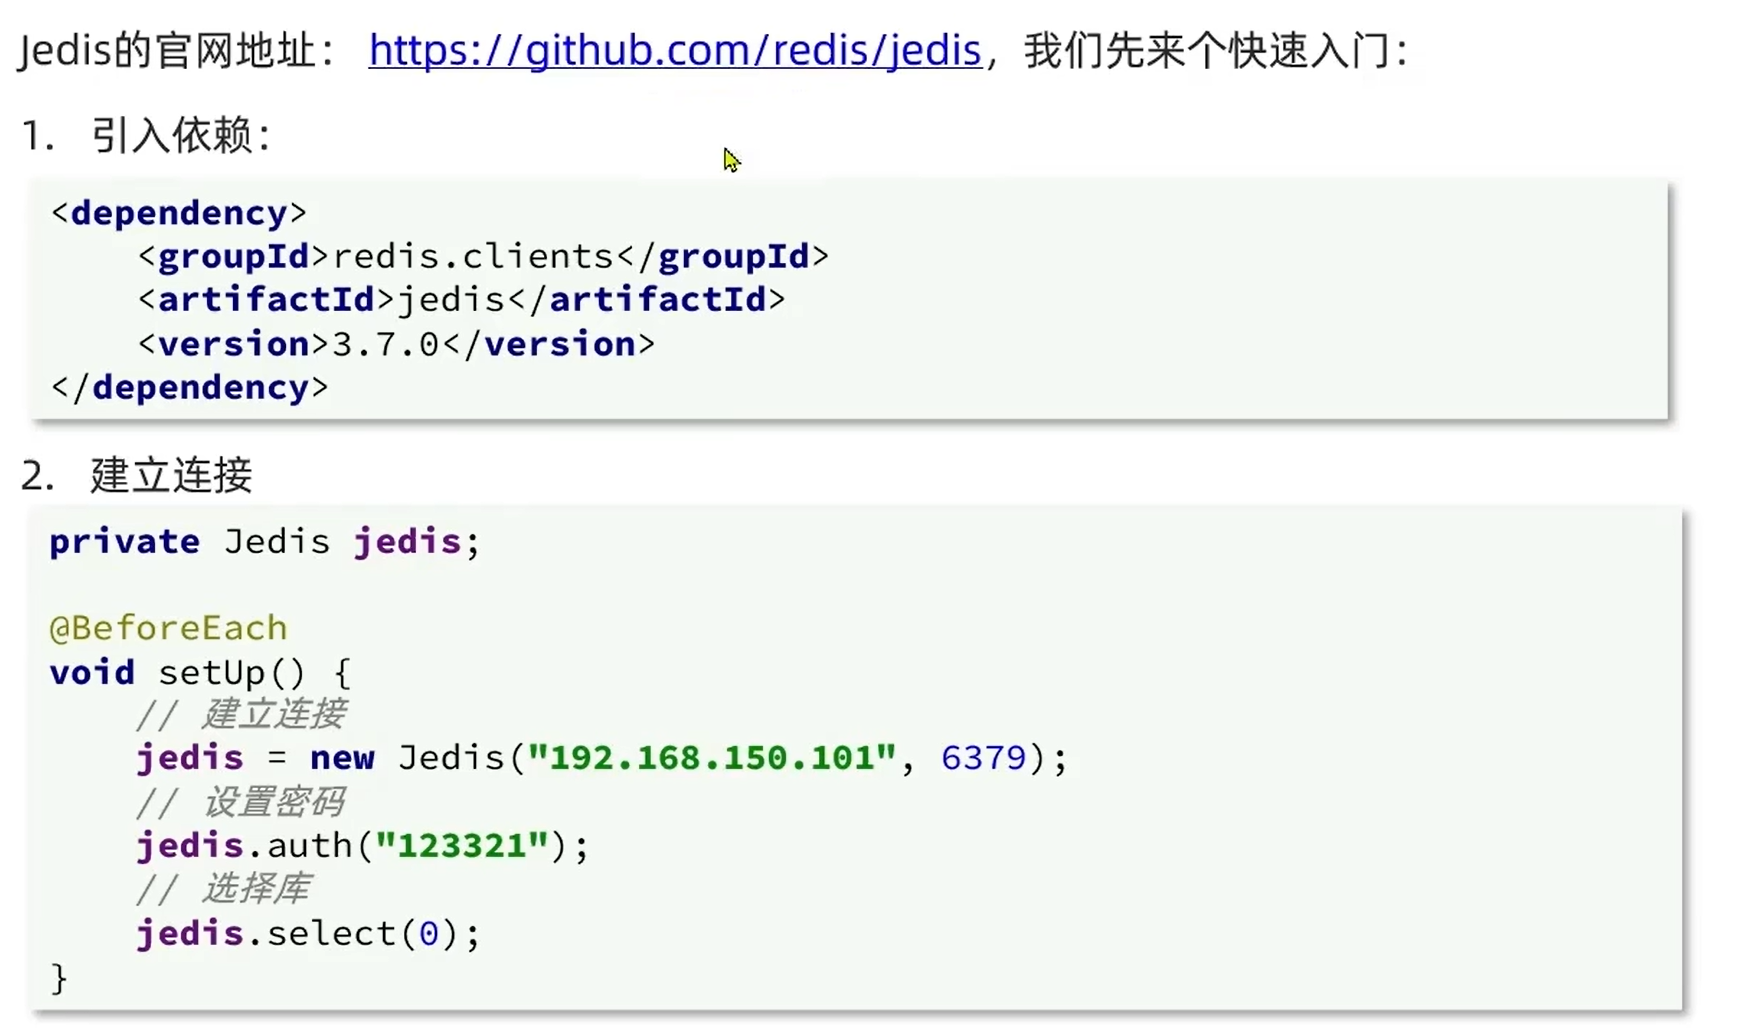 Jedis的官网地址： https://github.com/redis/jedis，我们先来个快速入门：
1. 引入依赖：
<dependency>
    <groupId>redis.clients</groupId>
    <artifactId>jedis</artifactId>
    <version>3.7.0</version>
</dependency>
2. 建立连接
private Jedis jedis;
@BeforeEach
void setUp() {
    // 建立连接
    jedis = new Jedis("192.168.150.101", 6379);
    // 设置密码
    jedis.auth("123321");
    // 选择库
    jedis.select(0);
}